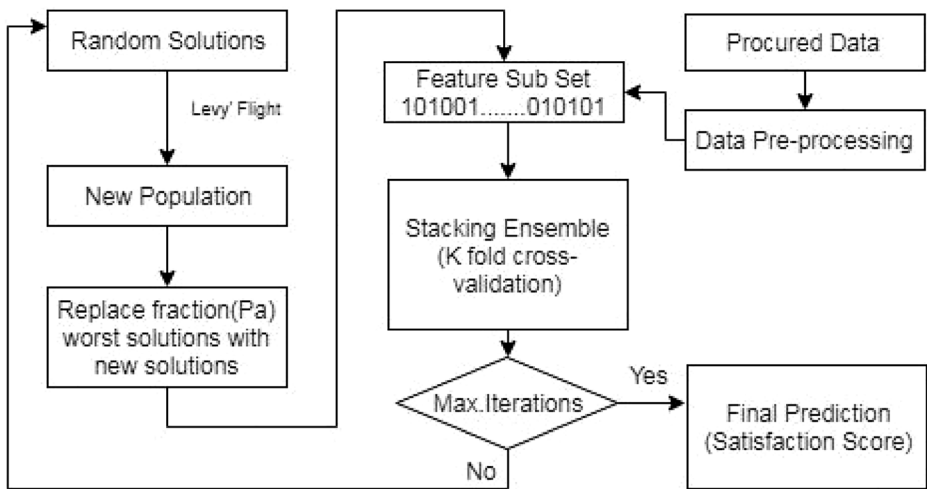 Random Solutions
Levy' Flight
New Population
Replace fraction(Pa)
worst solutions with
new solutions
Feature Sub Set
101001.......010101
Procured Data
Data Pre-processing
Stacking Ensemble
(K fold cross-
validation)
Max.Iterations
Yes
No
Final Prediction
(Satisfaction Score)